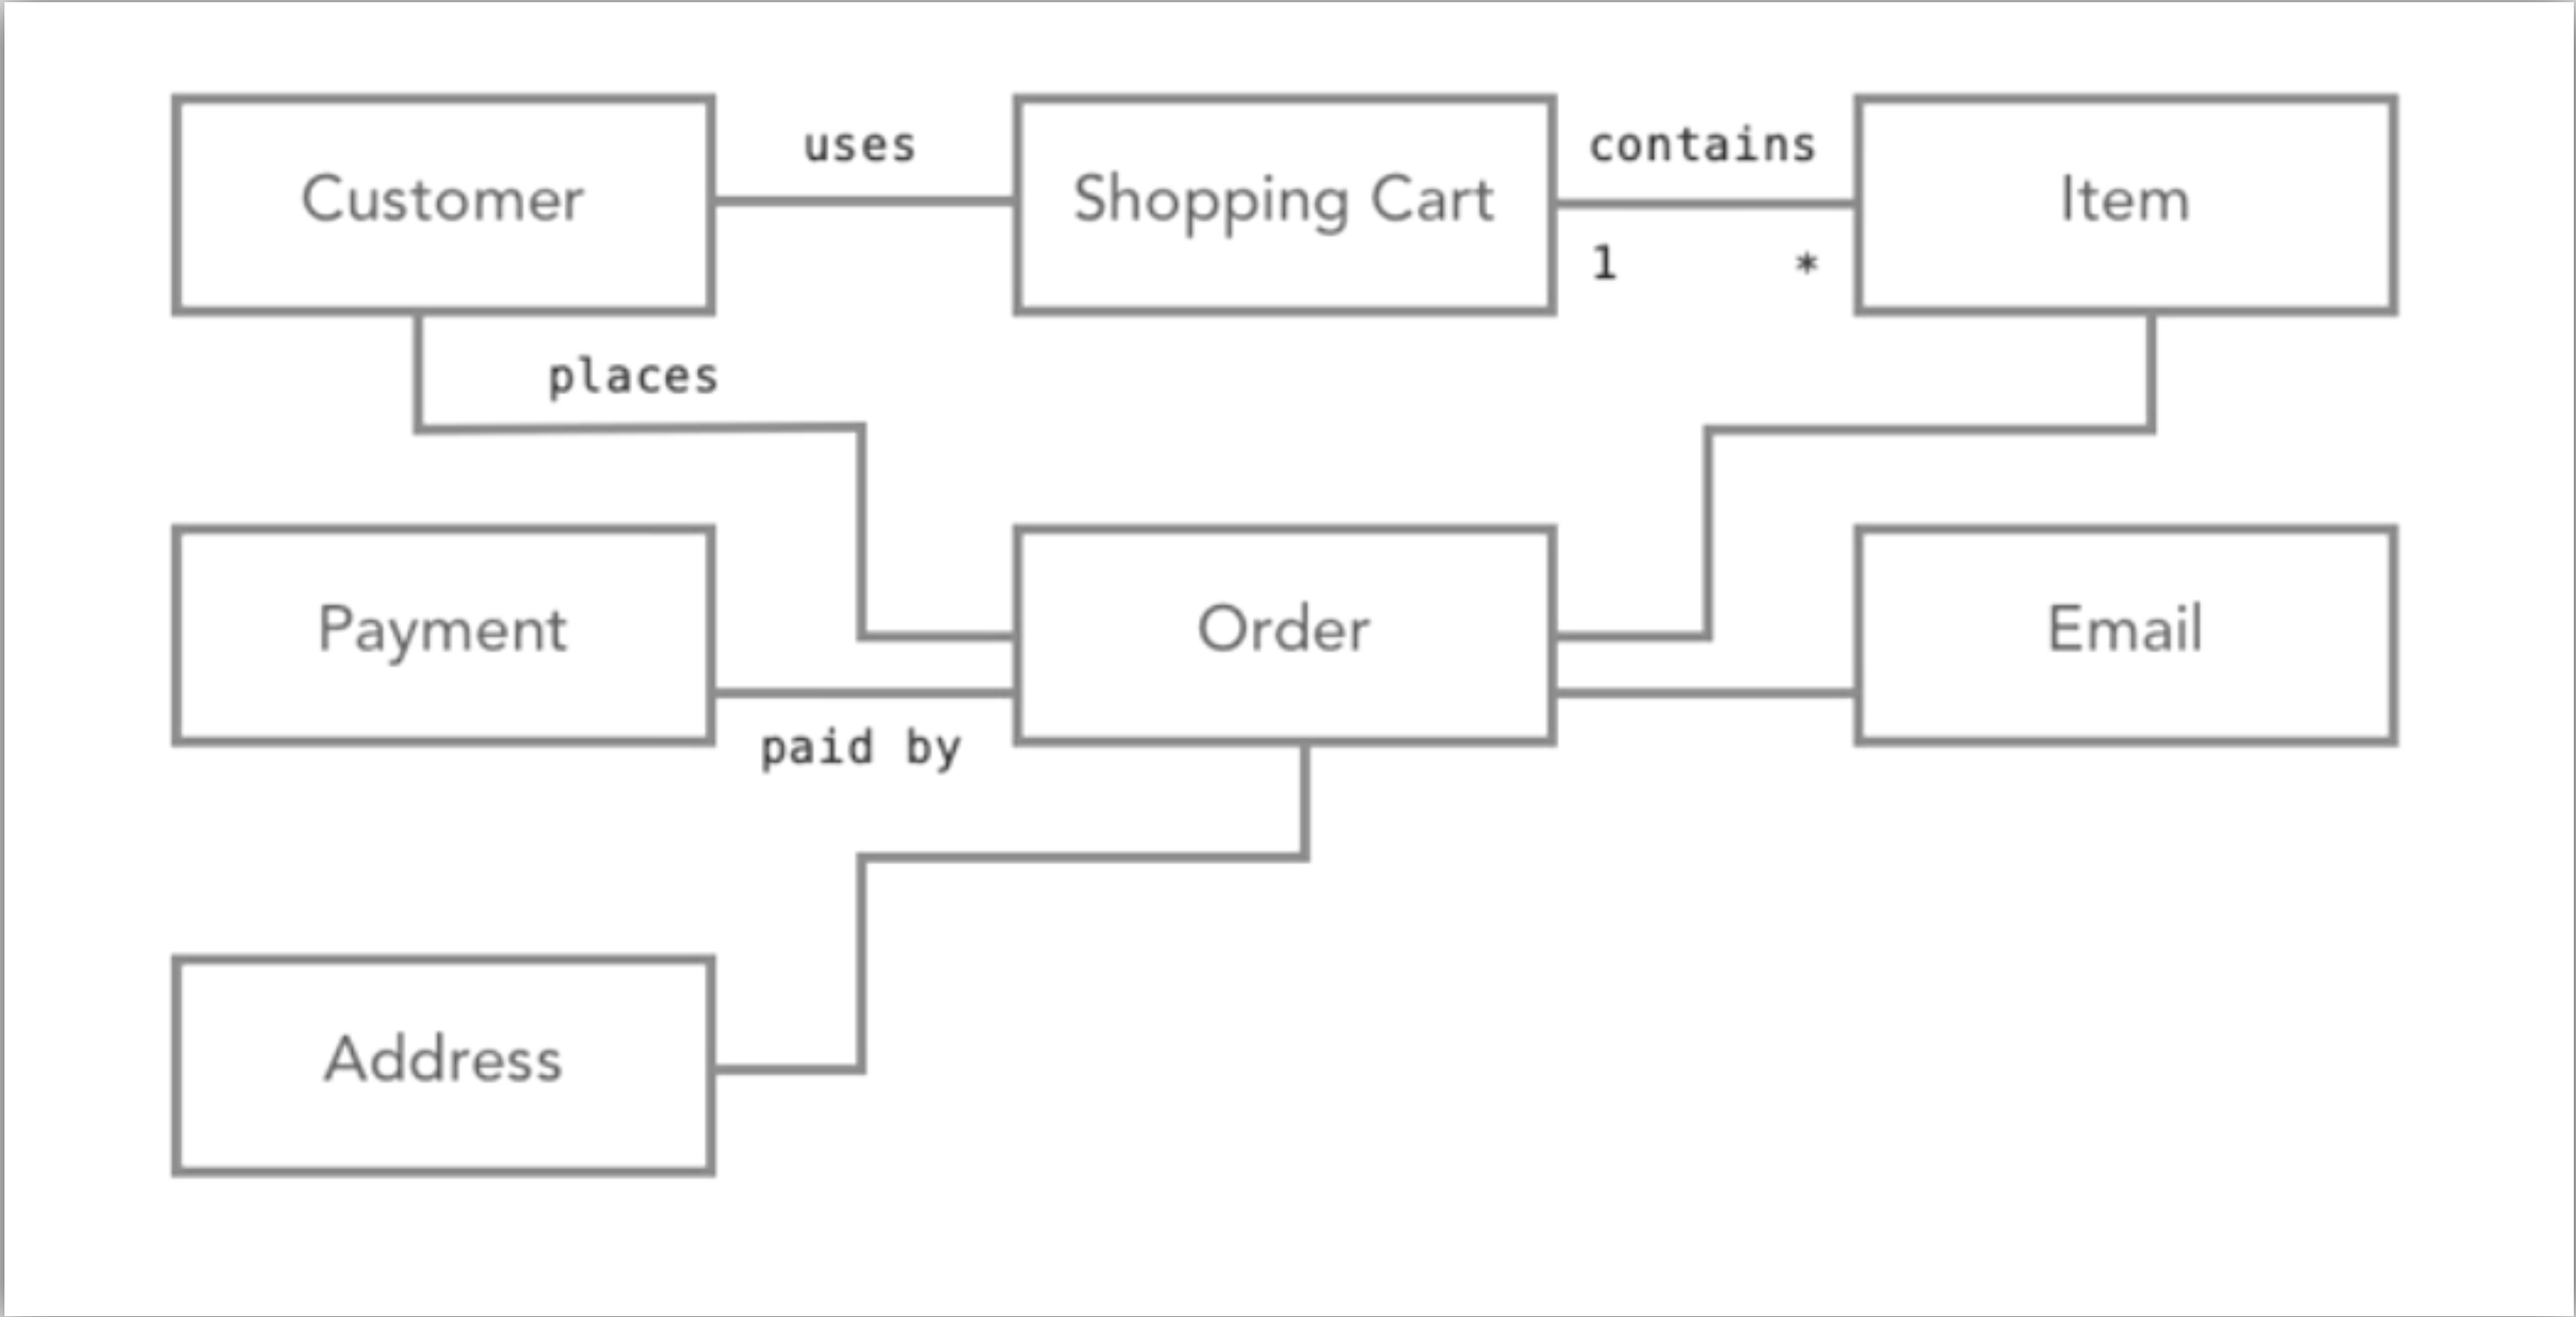 Customer
uses
Shopping Cart
contains
Item
1
*
places
Payment
Order
Email
paid by
Address